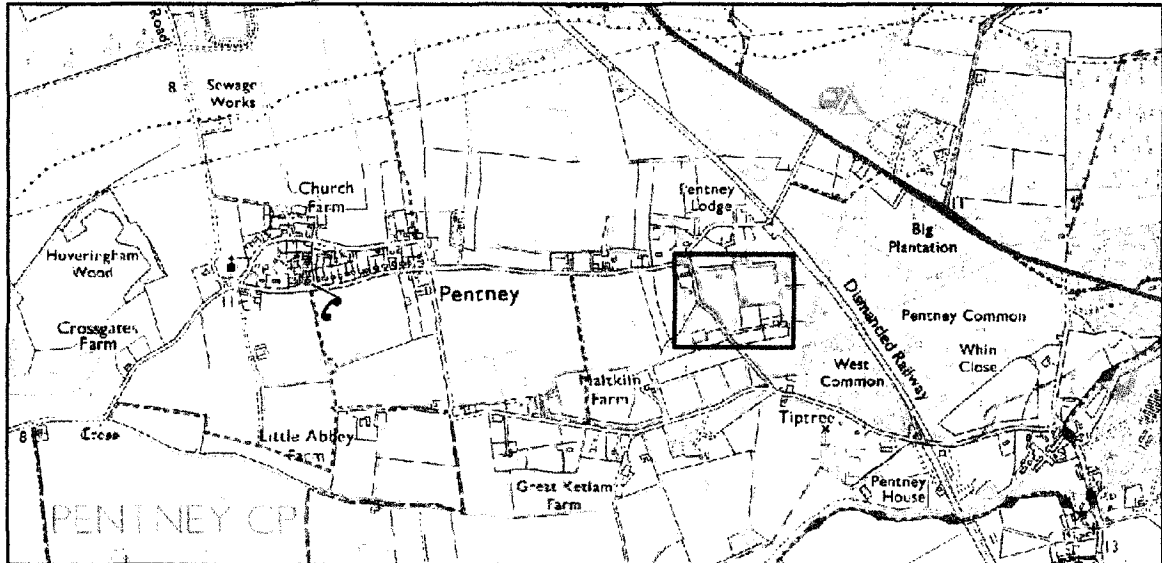 Road
8
Sewage
Works
Church
Farm
Pentney
Lodge
11
Big
Plantation
Hoveringham
Wood
11
Pentney
Crossgates
Farm
Dismantled Railway
Pentney Common
Whin
Close
West
Common
Maltkiln
Farm
Tiptree
8
Cross
Little Abbey
Farm
Great Ketlam
Farm
Pentney
House
PENTNEY CP
13